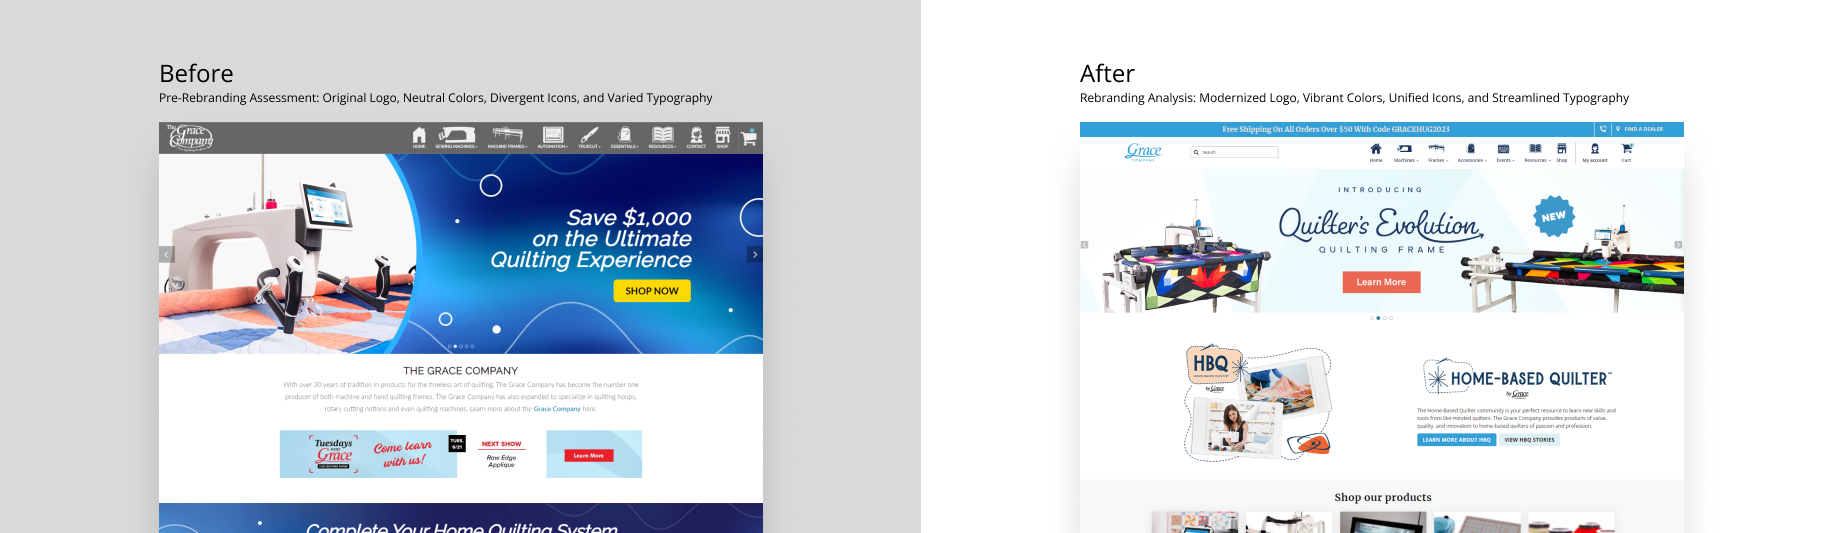 Before
Pre-Rebranding Assessment: Original Logo, Neutral Colors, Divergent Icons, and Varied Typography
The Grace Company
HOME
SEWING MACHINES
MACHINE FRAMES
AUTOMATION
TRUECUT
ESSENTIALS
RESOURCES
CONTACT
SHOP
Save $1,000
on the Ultimate
Quilting Experience
SHOP NOW
THE GRACE COMPANY
With over 30 years of tradition in products for the timeless art of quilting, The Grace Company has become the number one
producer of both machine and hand quilting frames. The Grace Company has also expanded to specialize in quilting hoops,
rotary cutting notions and even quilting machines. Learn more about the Grace Company here.
Tuesdays
WITH
Grace
LIVE QUILTING SHOW
Come learn
with us!
TUES.
6/21
NEXT SHOW
Raw Edge
Applique
Learn More
Complete Your Home Quilting System
After
Rebranding Analysis: Modernized Logo, Vibrant Colors, Unified Icons, and Streamlined Typography
Free Shipping On All Orders Over $50 With Code GRACEHUG2023
FIND A DEALER
Grace
COMPANY
Search
Home
Machines
Frames
Accessories
Events
Resources
Shop
My account
Cart
INTRODUCING
Quilter's Evolution
QUILTING FRAME
NEW
Learn More
HBQ
HOME-BASED QUILTER
by Grace
HOME-BASED QUILTER™
by Grace
The Home-Based Quilter community is your perfect resource to learn new skills and
tools from like-minded quilters. The Grace Company provides products of value,
quality, and innovation to home-based quilters of passion and profession.
LEARN MORE ABOUT HBQ
VIEW HBQ STORIES
Shop our products